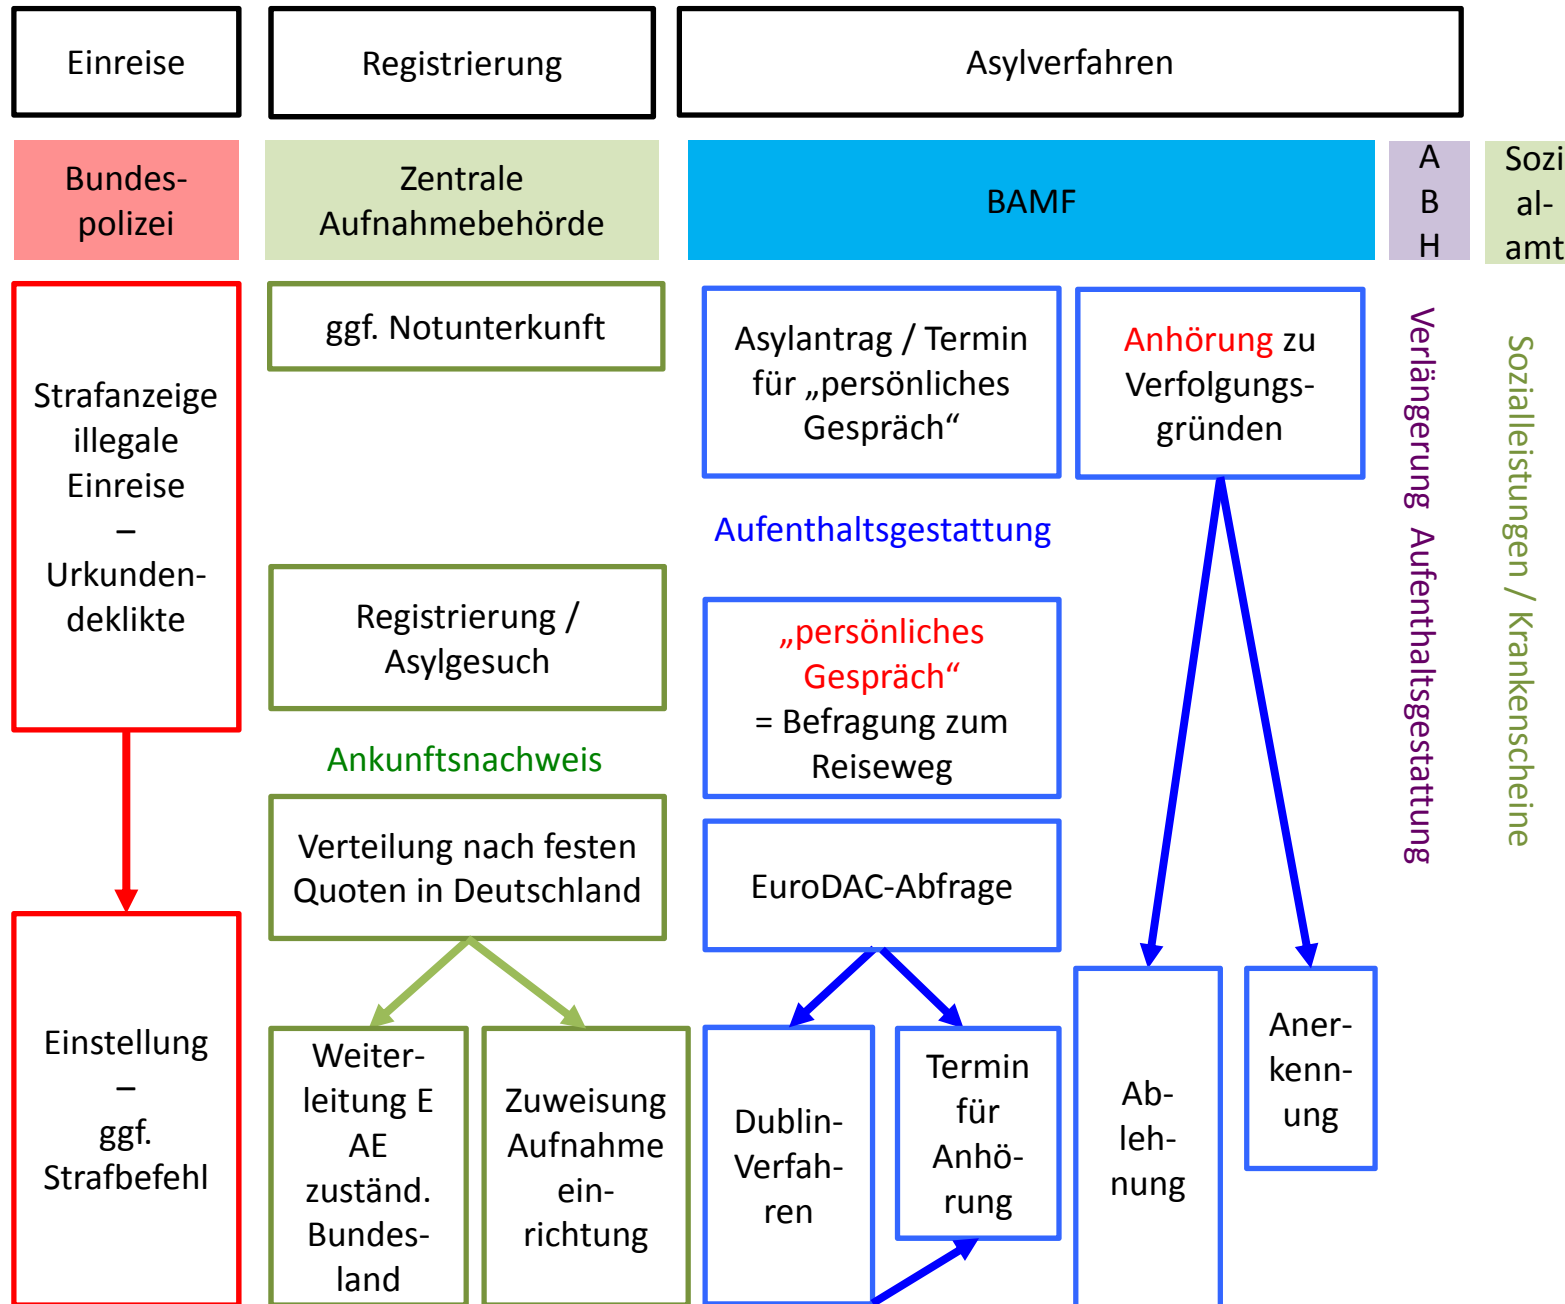 Einreise
Registrierung
Asylverfahren
Bundes-
polizei
Zentrale
Aufnahmebehörde
BAMF
A
B
H
Sozi
al-
amt
Strafanzeige
illegale
Einreise
–
Urkunden-
deklikte
Einstellung
–
ggf.
Strafbefehl
ggf. Notunterkunft
Registrierung /
Asylgesuch
Ankunftsnachweis
Verteilung nach festen
Quoten in Deutschland
Weiter-
leitung E
AE
zuständ.
Bundes-
land
Zuweisung
Aufnahme
ein-
richtung
Asylantrag / Termin
für „persönliches
Gespräch“
Aufenthaltsgestattung
„persönliches
Gespräch“
= Befragung zum
Reiseweg
EuroDAC-Abfrage
Dublin-
Verfah-
ren
Termin
für
Anhö-
rung
Anhörung zu
Verfolgungs-
gründen
Ab-
leh-
nung
Aner-
kenn-
ung
Verlängerung Aufenthaltsgestattung
Sozialleistungen / Krankenscheine